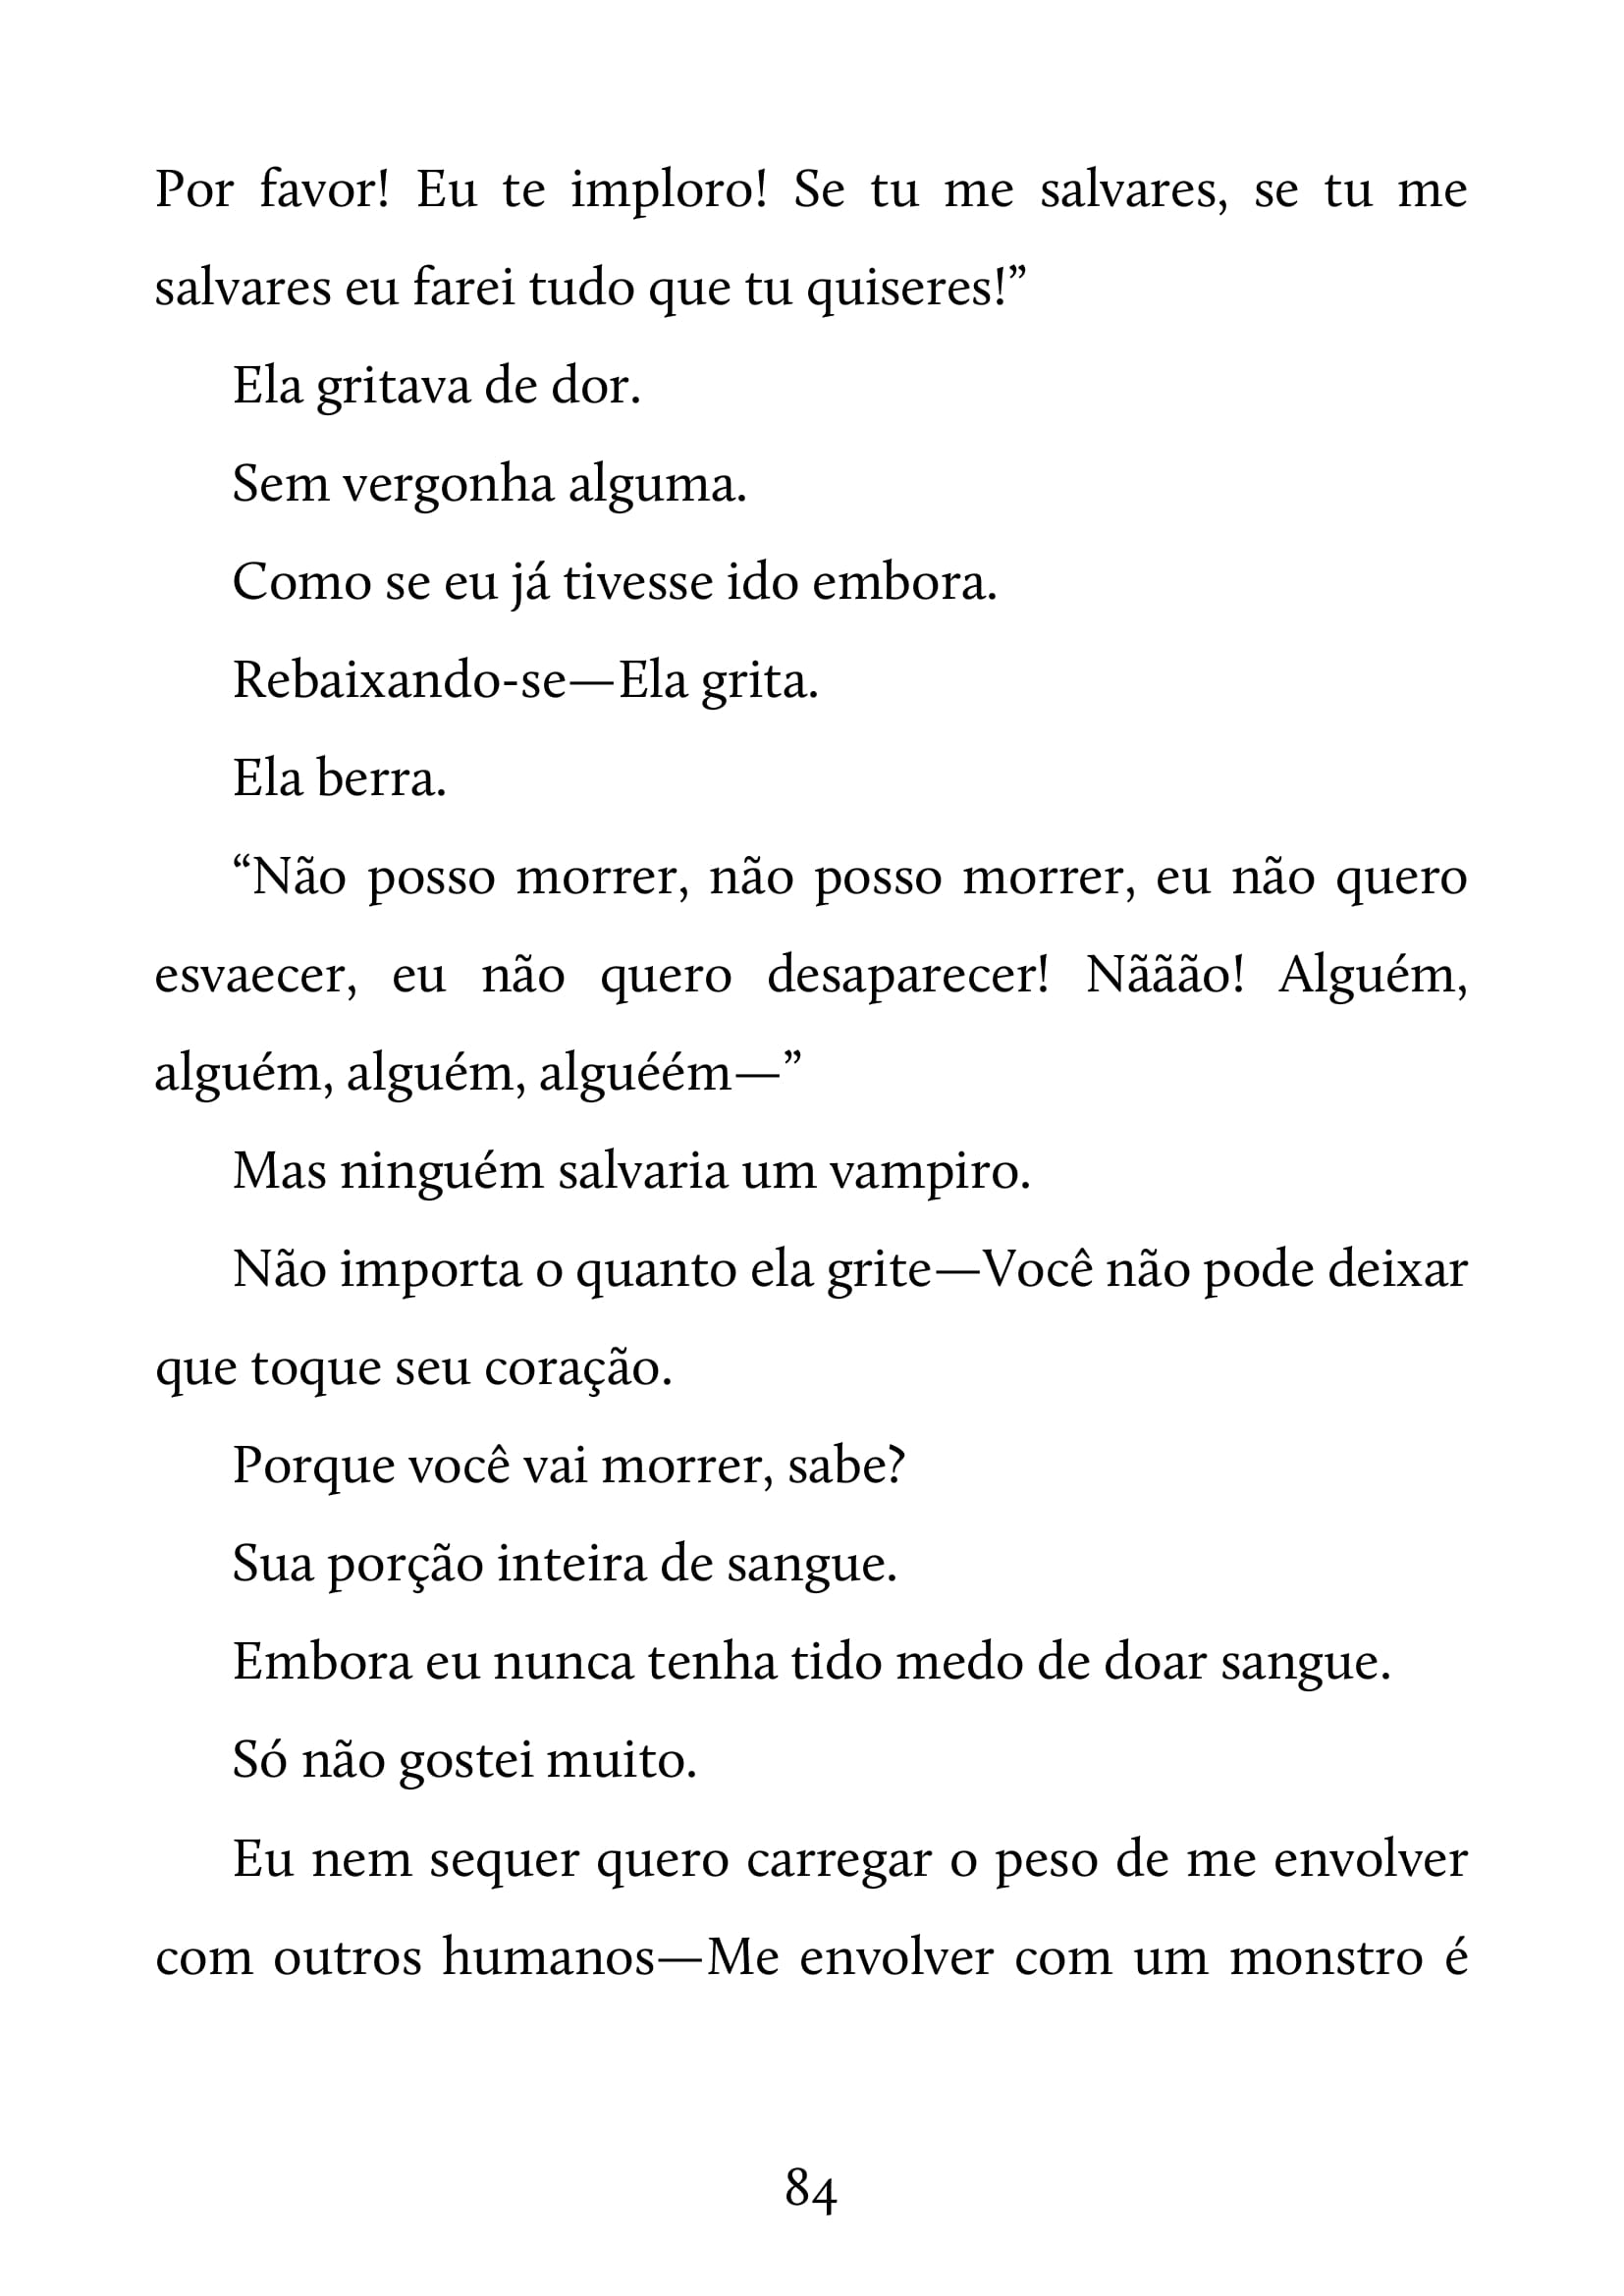 Por favor! Eu te imploro! Se tu me salvares, se tu me
salvares eu farei tudo que tu quiseres!”
Ela gritava de dor.
Sem vergonha alguma.
Como se eu já tivesse ido embora.
Rebaixando-se—Ela grita.
Ela berra.
“Não posso morrer, não posso morrer, eu não quero
esvaecer, eu não quero desaparecer! Nããão! Alguém,
alguém, alguém, alguéém—”
Mas ninguém salvaria um vampiro.
Não importa o quanto ela grite—Você não pode deixar
que toque seu coração.
Porque você vai morrer, sabe?
Sua porção inteira de sangue.
Embora eu nunca tenha tido medo de doar sangue.
Só não gostei muito.
Eu nem sequer quero carregar o peso de me envolver
com outros humanos—Me envolver com um monstro é
84